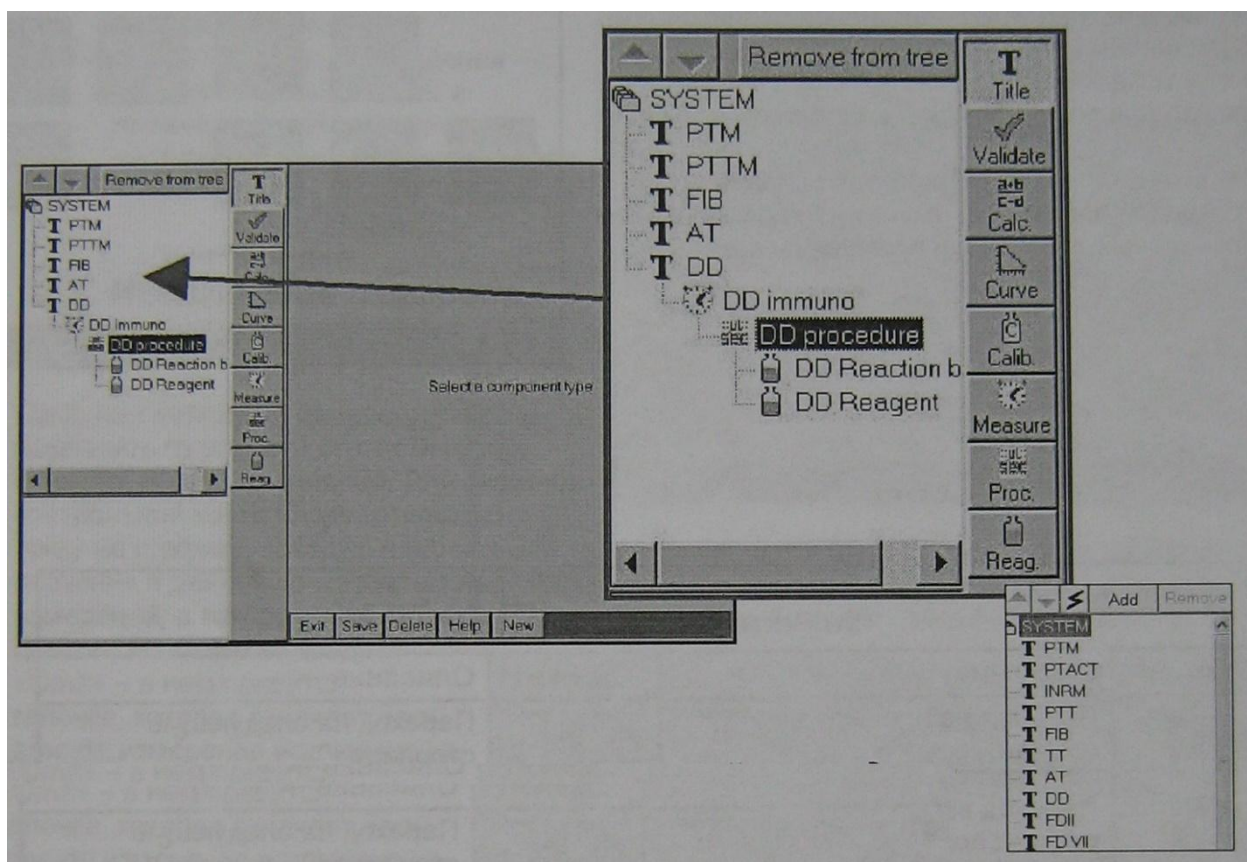 Remove from tree
SYSTEM
T PTM
T PTTM
T FIB
T AT
T DD
DD immuno
DD procedure
DD Reaction b
DD Reagent
T
Title
Validate
a+b
c-d
Calc.
Curve
C
Calib.
Measure
Proc.
Reag.
Remove from tree
SYSTEM
T PTM
T PTTM
T FIB
T AT
T DD
DD Immuno
DD procedure
DD Reaction b
DD Reagent
T
Title
Validate
Calc.
Curve
Calib.
Measure
Proc.
Reag.
Select a component type
Exit Save Delete Help New
Add Remove
SYSTEM
T PTM
T PTACT
T INRM
T PTT
T FIB
T TT
T AT
T DD
T FDII
T FDVII